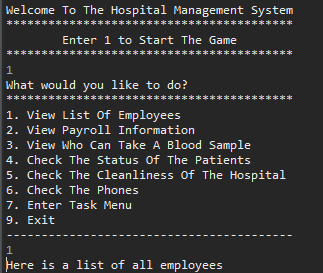 Welcome To The Hospital Management System
*****************************************
Enter 1 to Start The Game
*****************************************
1
What would you like to do?
*****************************************
1. View List Of Employees
2. View Payroll Information
3. View Who Can Take A Blood Sample
4. Check The Status Of The Patients
5. Check The Cleanliness Of The Hospital
6. Check The Phones
7. Enter Task Menu
9. Exit
-----------------------------------------
1
Here is a list of all employees